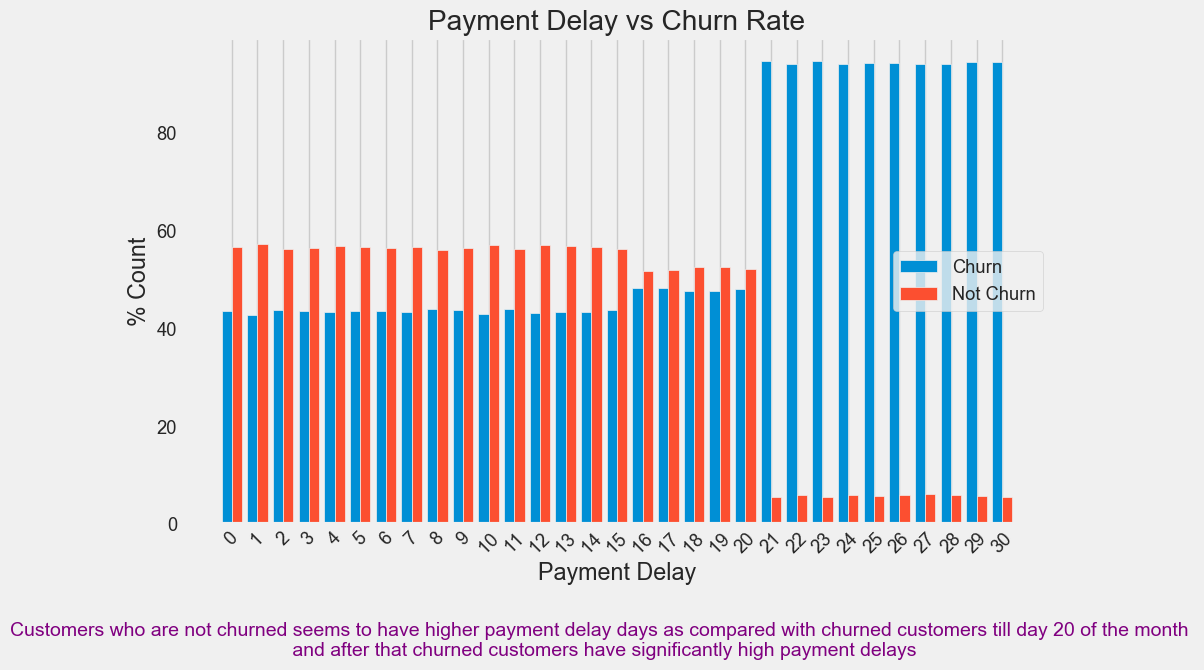 Payment Delay vs Churn Rate
% Count
80
60
40
20
0
Churn
Not Churn
0 1 2 3 4 5 6 7 8 9 10 11 12 13 14 15 16 17 18 19 20 21 22 23 24 25 26 27 28 29 30
Payment Delay
Customers who are not churned seems to have higher payment delay days as compared with churned customers till day 20 of the month
and after that churned customers have significantly high payment delays